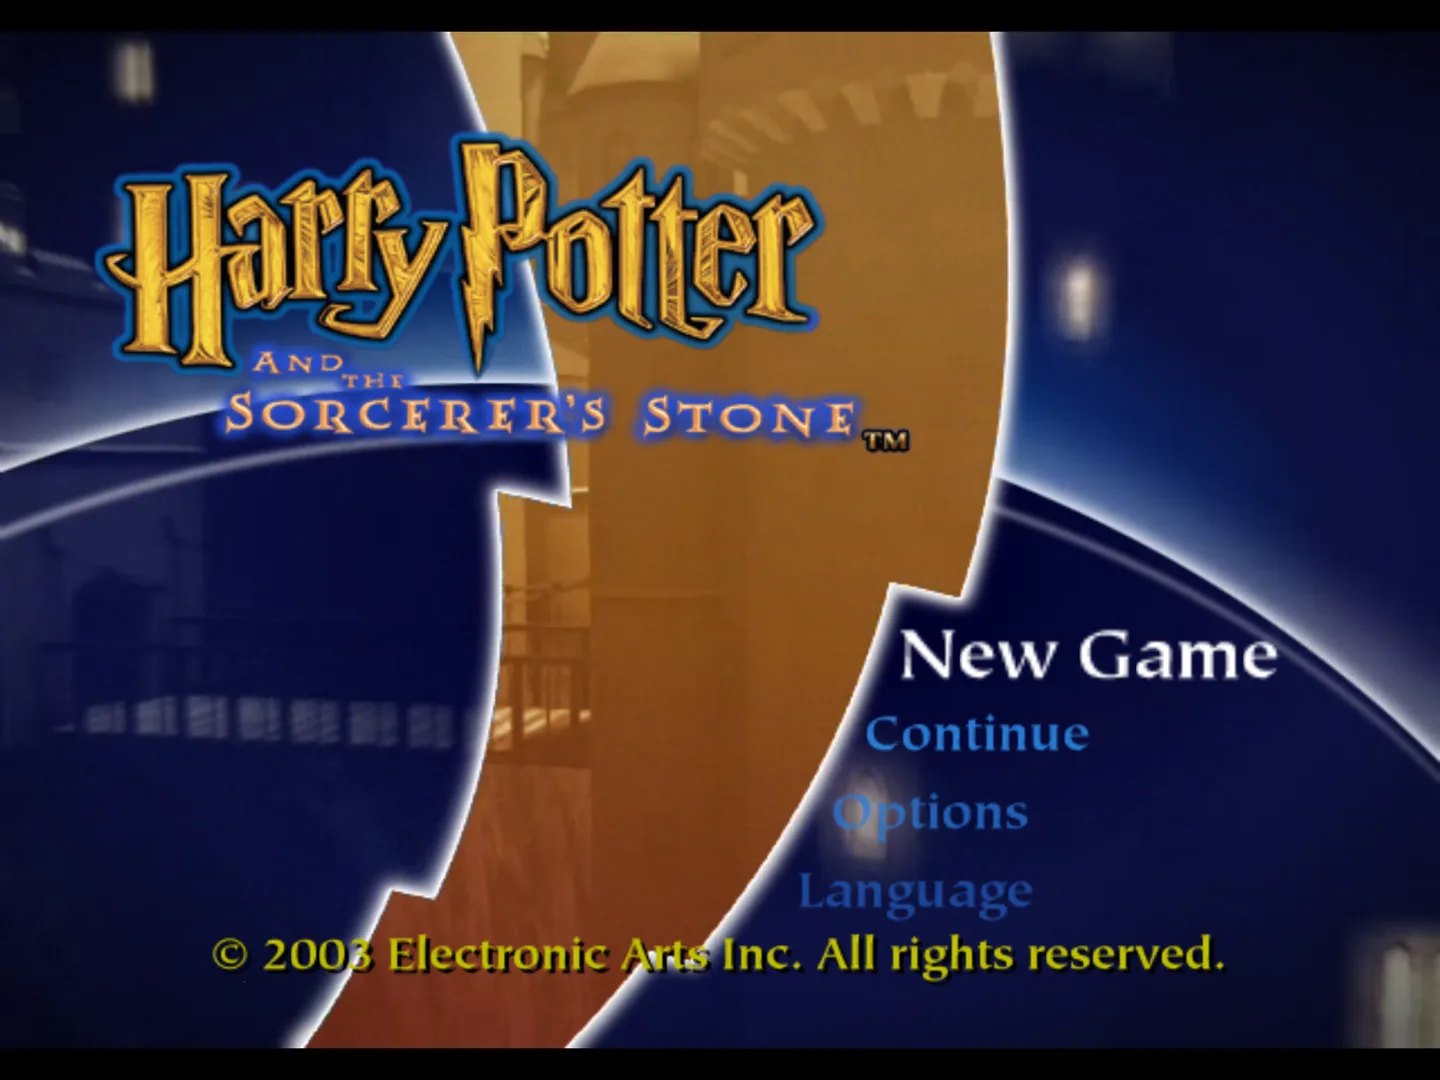 Harry Potter
AND THE
SORCERER'S STONE™
New Game
Continue
Options
Language
© 2003 Electronic Arts Inc. All rights reserved.